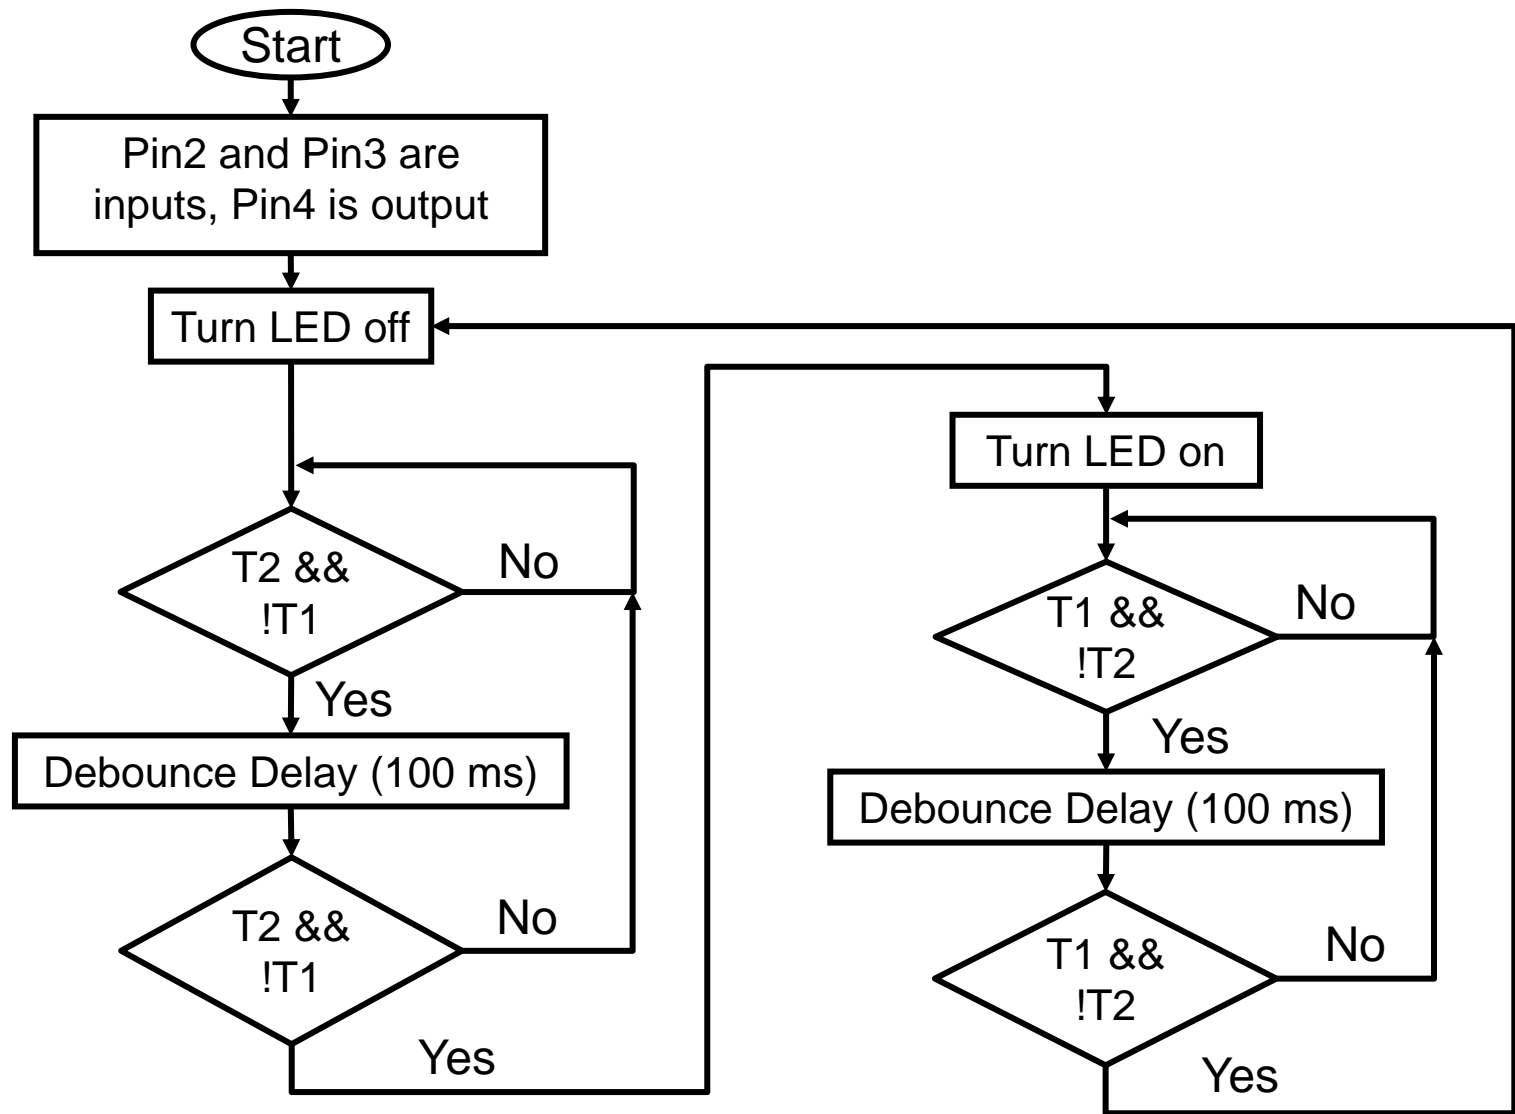 Start
Pin2 and Pin3 are
inputs, Pin4 is output
Turn LED off
T2 &&
!T1
No
Yes
Debounce Delay (100 ms)
T2 &&
!T1
No
Yes
Turn LED on
T1 &&
!T2
No
Yes
Debounce Delay (100 ms)
T1 &&
!T2
No
Yes